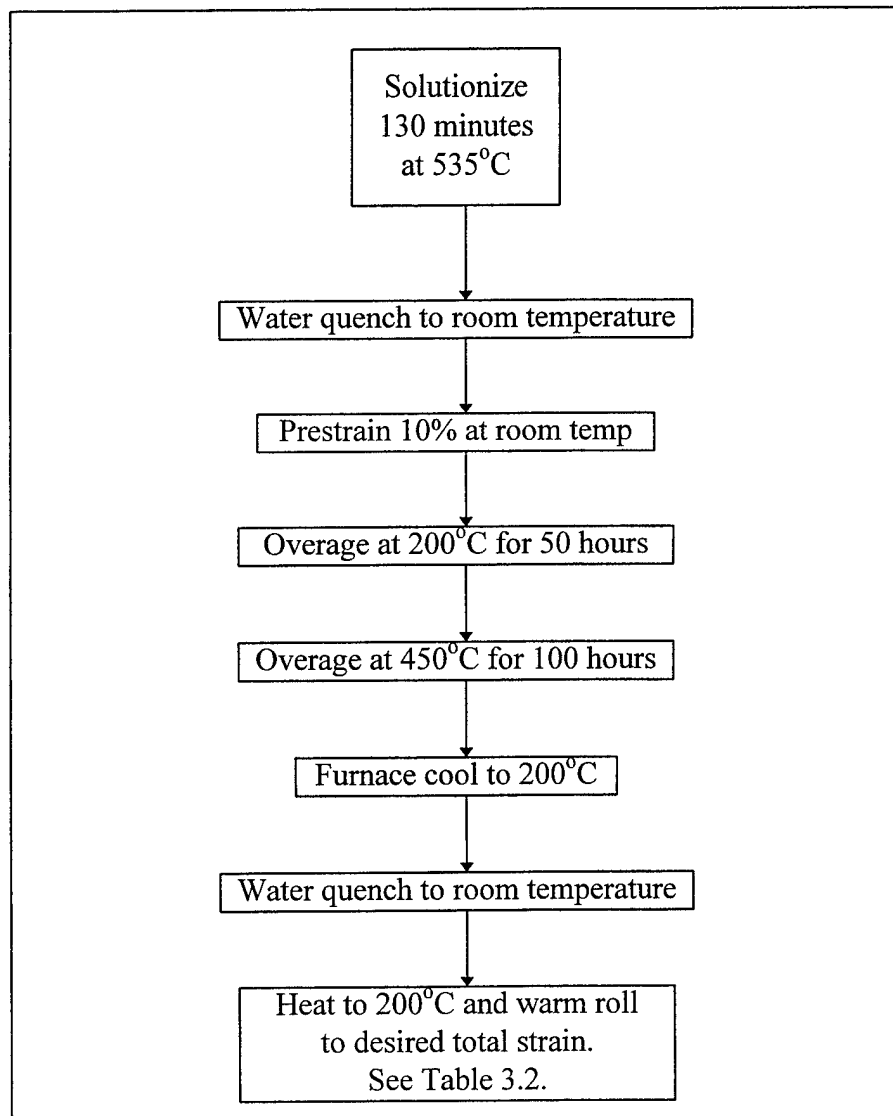 Solutionize
130 minutes
at 535°C
Water quench to room temperature
Prestrain 10% at room temp
Overage at 200°C for 50 hours
Overage at 450°C for 100 hours
Furnace cool to 200°C
Water quench to room temperature
Heat to 200°C and warm roll
to desired total strain.
See Table 3.2.